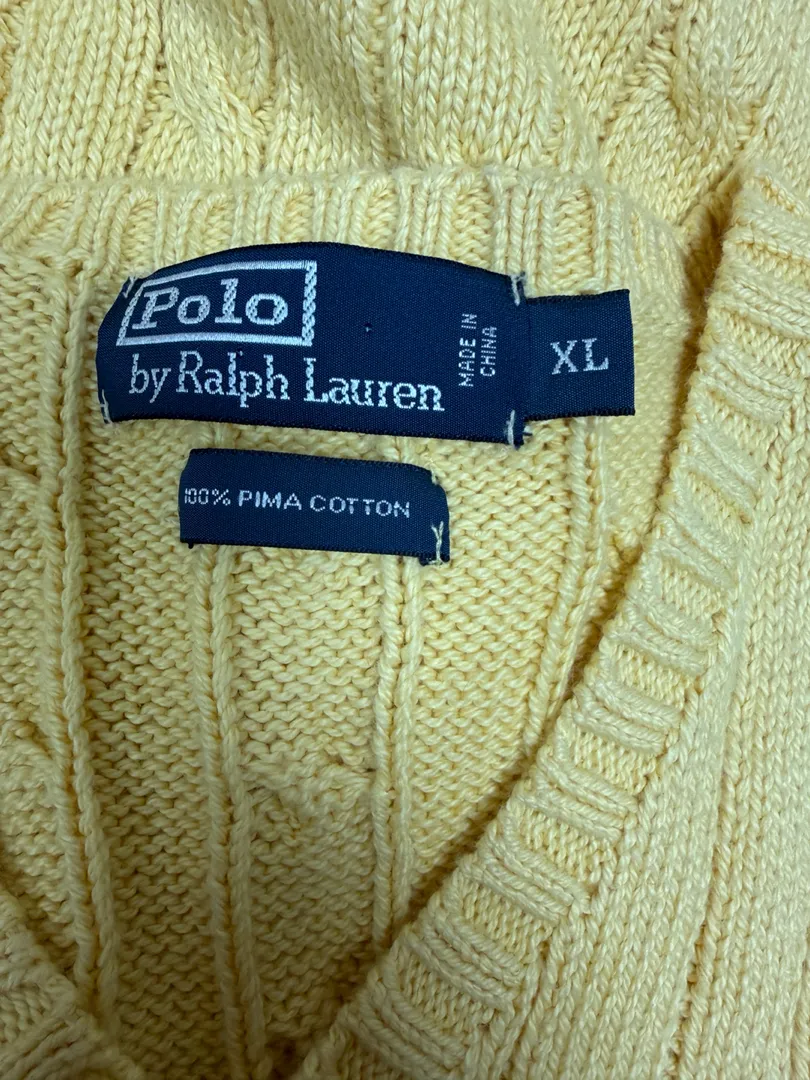 Polo
by Ralph Lauren
MADE IN
CHINA
XL
100% PIMA COTTON